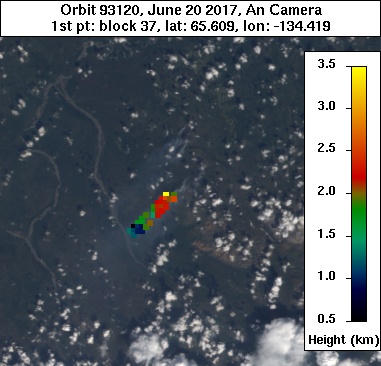 Orbit 93120, June 20 2017, An Camera
1st pt: block 37, lat: 65.609, lon: -134.419
3.5
3.0
2.5
2.0
1.5
1.0
0.5
Height (km)